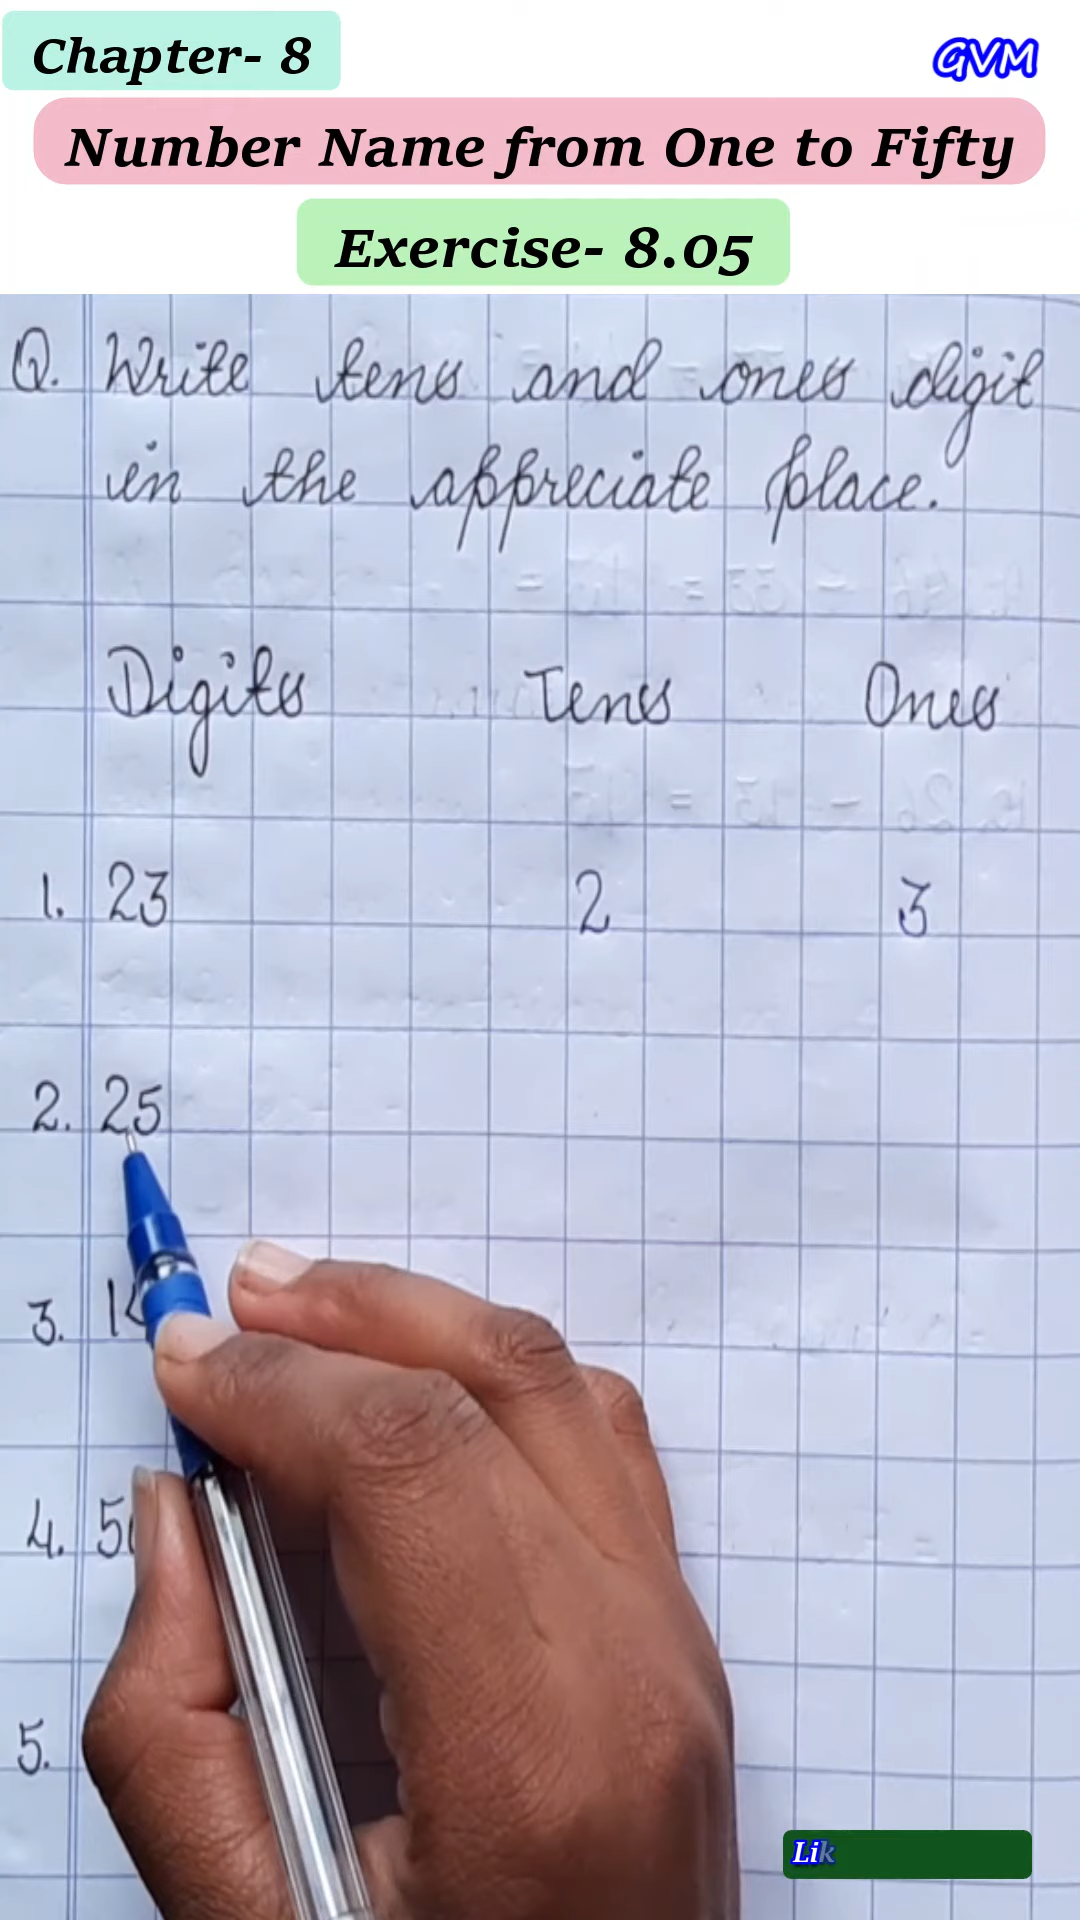 Chapter- 8
GVM
Number Name from One to Fifty
Exercise- 8.05
Q. Write tens and ones digit
in the appreciate place.
Digits Tens Ones
1. 23 2 3
2. 25
3.
4.
5.
Lik